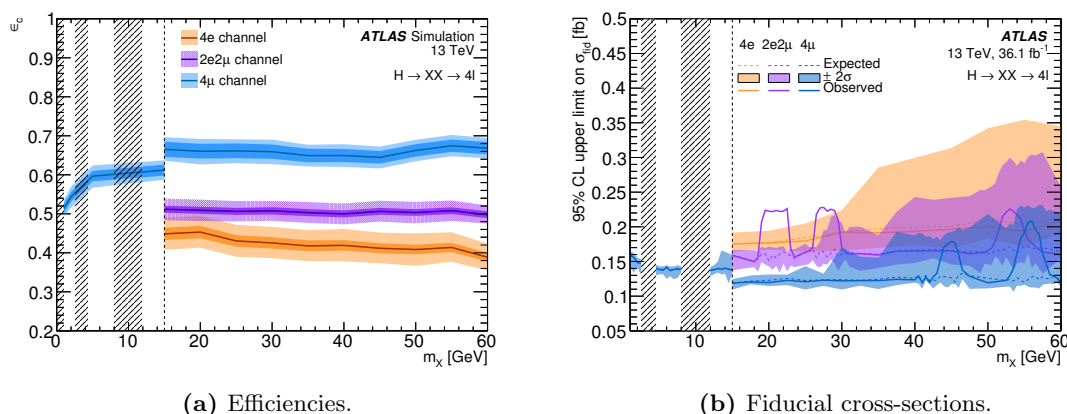 ϵ_c
1
0.9
0.8
0.7
0.6
0.5
0.4
0.3
0.2
0 10 20 30 40 50 60
m_X [GeV]
4e channel
2e2μ channel
4μ channel
ATLAS Simulation
13 TeV
H → XX → 4l
(a) Efficiencies.
95% CL upper limit on σ_fid [fb]
0.5
0.45
0.4
0.35
0.3
0.25
0.2
0.15
0.1
0.05
10 20 30 40 50 60
m_X [GeV]
4e 2e2μ 4μ
Expected
± 2σ
Observed
ATLAS
13 TeV, 36.1 fb⁻¹
H → XX → 4l
(b) Fiducial cross-sections.